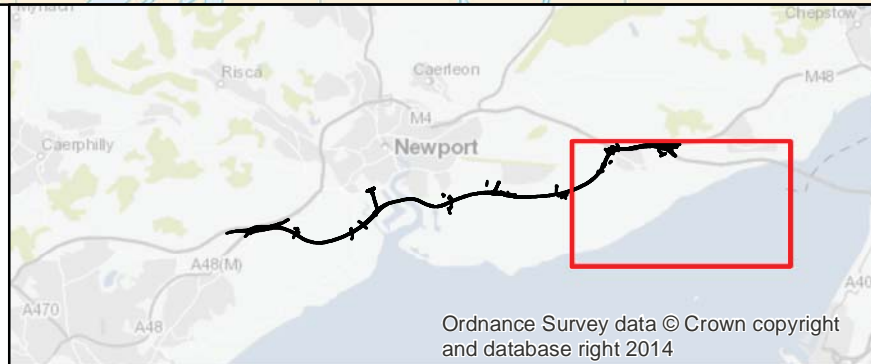 Chepstow
Risca
Caerleon
M48
M4
Caerphilly
Newport
A48(M)
A470
A48
Ordnance Survey data © Crown copyright
and database right 2014